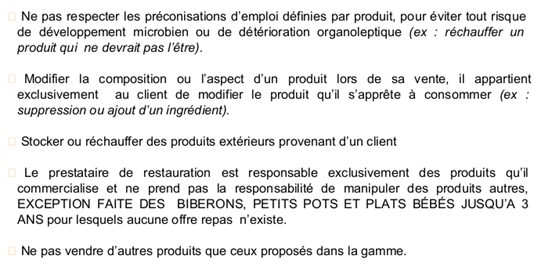 Ne pas respecter les préconisations d'emploi définies par produit, pour éviter tout risque
de développement microbien ou de détérioration organoleptique (ex : réchauffer un
produit qui ne devrait pas l'être).
Modifier la composition ou l'aspect d'un produit lors de sa vente, il appartient
exclusivement au client de modifier le produit qu'il s'apprête à consommer (ex :
suppression ou ajout d'un ingrédient).
Stocker ou réchauffer des produits extérieurs provenant d'un client
Le prestataire de restauration est responsable exclusivement des produits qu'il
commercialise et ne prend pas la responsabilité de manipuler des produits autres,
EXCEPTION FAITE DES BIBERONS, PETITS POTS ET PLATS BÉBÉS JUSQU'A 3
ANS pour lesquels aucune offre repas n'existe.
Ne pas vendre d'autres produits que ceux proposés dans la gamme.